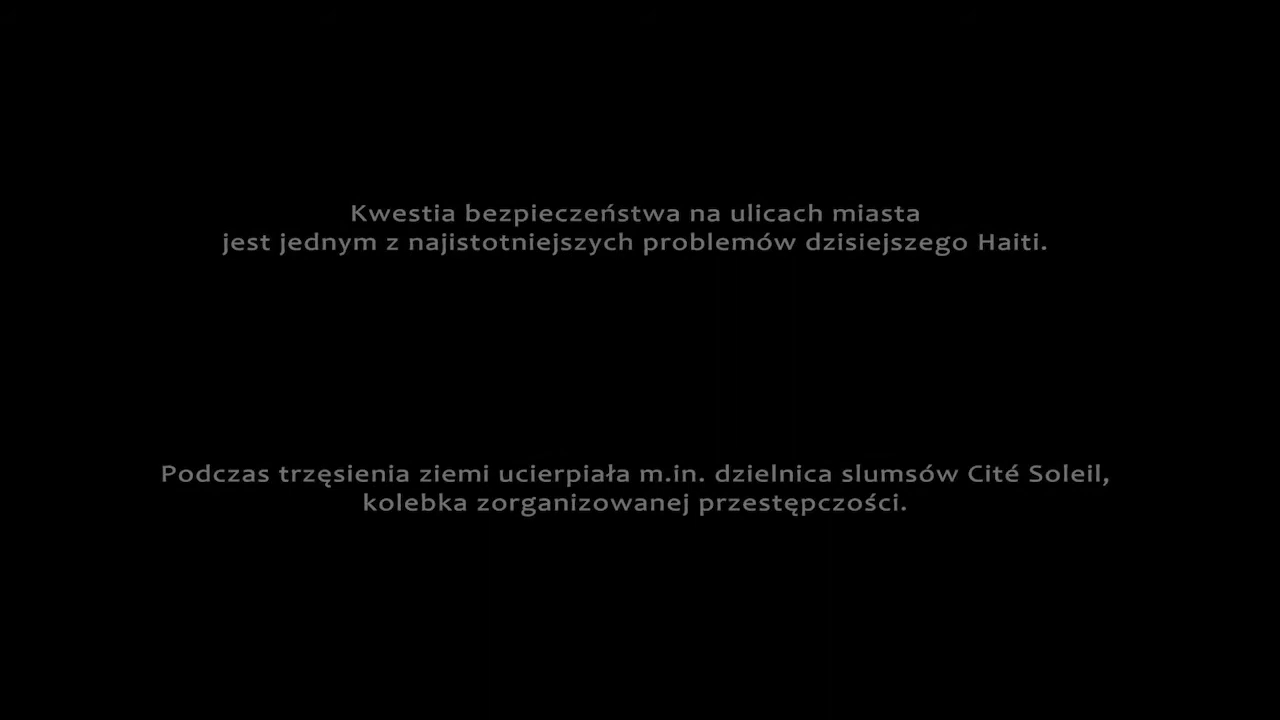 Kwestia bezpieczeństwa na ulicach miasta
jest jednym z najistotniejszych problemów dzisiejszego Haiti.
Podczas trzęsienia ziemi ucierpiała m.in. dzielnica slumsów Cité Soleil,
kolebka zorganizowanej przestępczości.